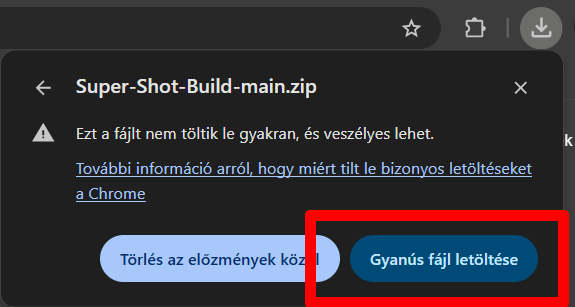 Super-Shot-Build-main.zip
Ezt a fájlt nem töltik le gyakran, és veszélyes lehet.
További információ arról, hogy miért tilt le bizonyos letöltéseket
a Chrome
Törlés az előzmények
Gyanús fájl letöltése